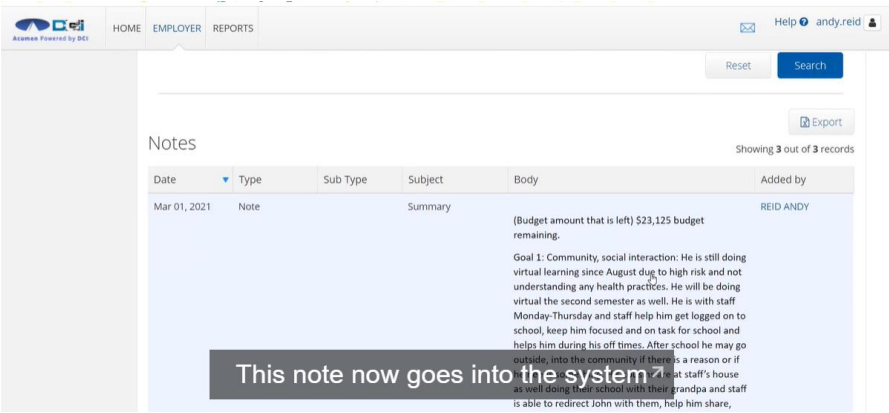 Acumen Powered by DCI
HOME EMPLOYER REPORTS
Help andy.reid
Reset Search
Export
Notes
Showing 3 out of 3 records
Date Type Sub Type Subject Body Added by
Mar 01, 2021 Note Summary REID ANDY
(Budget amount that is left) $23,125 budget
remaining.
Goal 1: Community, social interaction: He is still doing
virtual learning since August due to high risk and not
understanding any health practices. He will be doing
virtual the second semester as well. He is with staff
Monday-Thursday and staff help him get logged on to
school, keep him focused and on task for school and
helps him during his off times. After school he may go
outside, into the community if there is a reason or if
at staff's house
as well doing their school with their grandpa and staff
is able to redirect John with them, help him share,
This note now goes into the system